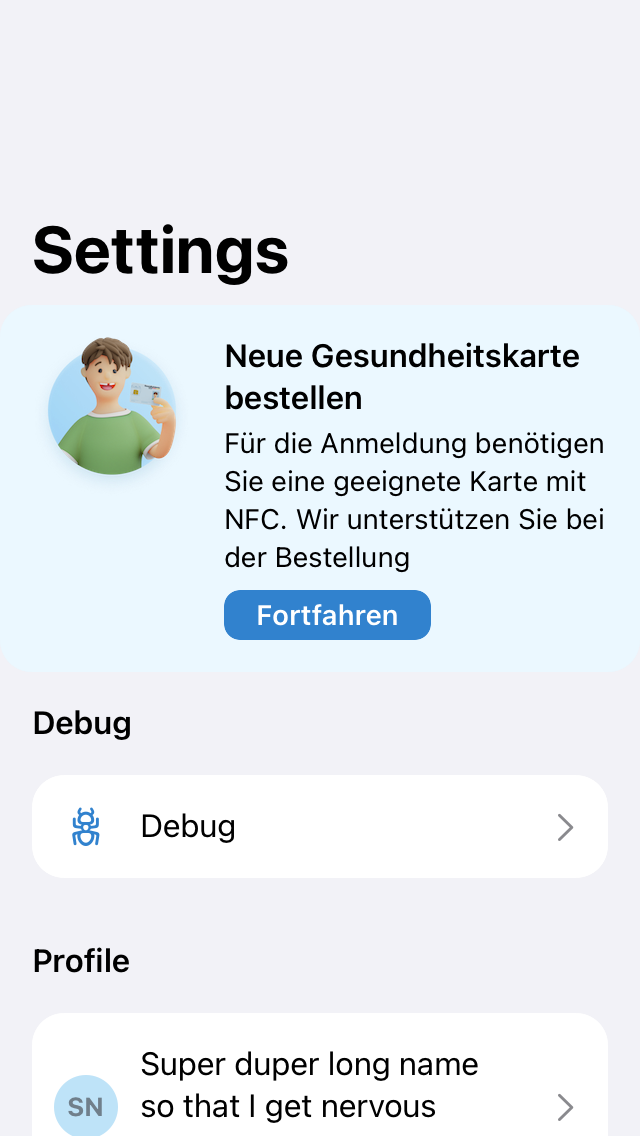 Settings
Neue Gesundheitskarte
bestellen
Für die Anmeldung benötigen
Sie eine geeignete Karte mit
NFC. Wir unterstützen Sie bei
der Bestellung
Fortfahren
Debug
Debug
Profile
Super duper long name
SN
so that I get nervous